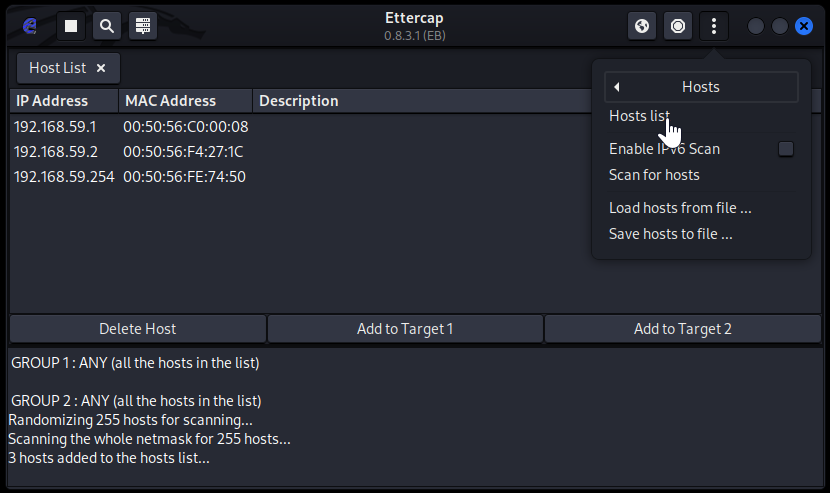 Ettercap
0.8.3.1 (EB)
Host List ×
Hosts
Hosts list
Enable IPv6 Scan
Scan for hosts
Load hosts from file ...
Save hosts to file ...
IP Address MAC Address Description
192.168.59.1 00:50:56:C0:00:08
192.168.59.2 00:50:56:F4:27:1C
192.168.59.254 00:50:56:FE:74:50
Delete Host Add to Target 1 Add to Target 2
GROUP 1 : ANY (all the hosts in the list)
GROUP 2 : ANY (all the hosts in the list)
Randomizing 255 hosts for scanning...
Scanning the whole netmask for 255 hosts...
3 hosts added to the hosts list...